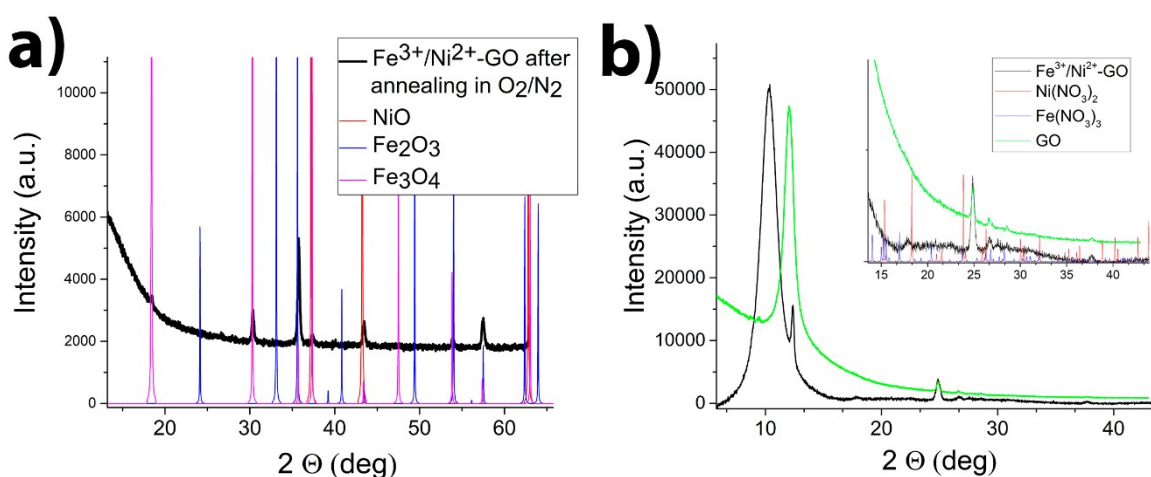 a)
Fe3+/Ni2+-GO after
annealing in O2/N2
NiO
Fe2O3
Fe3O4
Intensity (a.u.)
10000
8000
6000
4000
2000
0
20 30 40 50 60
2 Θ (deg)
b)
Fe3+/Ni2+-GO
Ni(NO3)2
Fe(NO3)3
GO
15 20 25 30 35 40
Intensity (a.u.)
50000
40000
30000
20000
10000
0
10 20 30 40
2 Θ (deg)